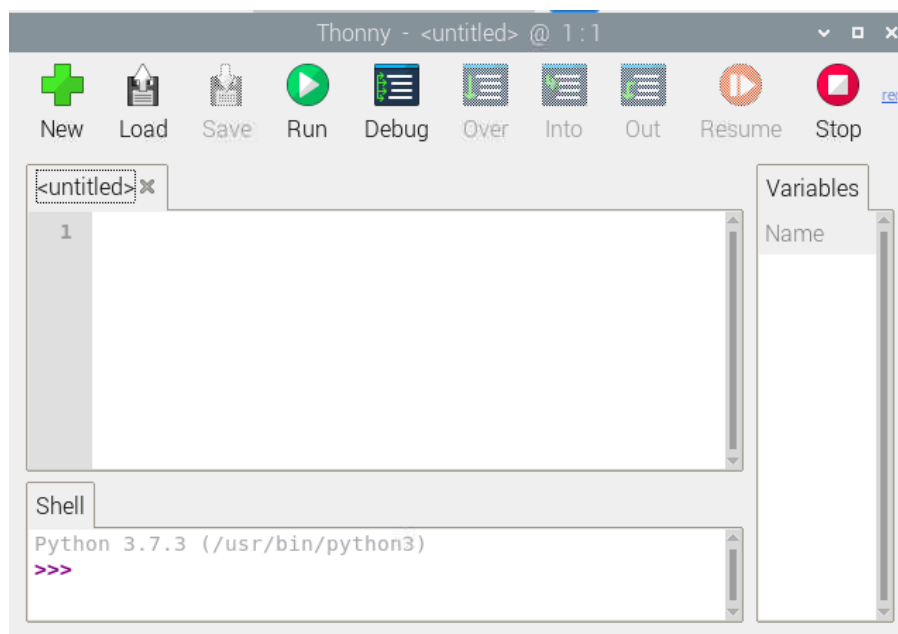 Thonny - <untitled> @ 1:1
New Load Save Run Debug Over Into Out Resume Stop
<untitled>
Variables
1
Name
Shell
Python 3.7.3 (/usr/bin/python3)
>>>